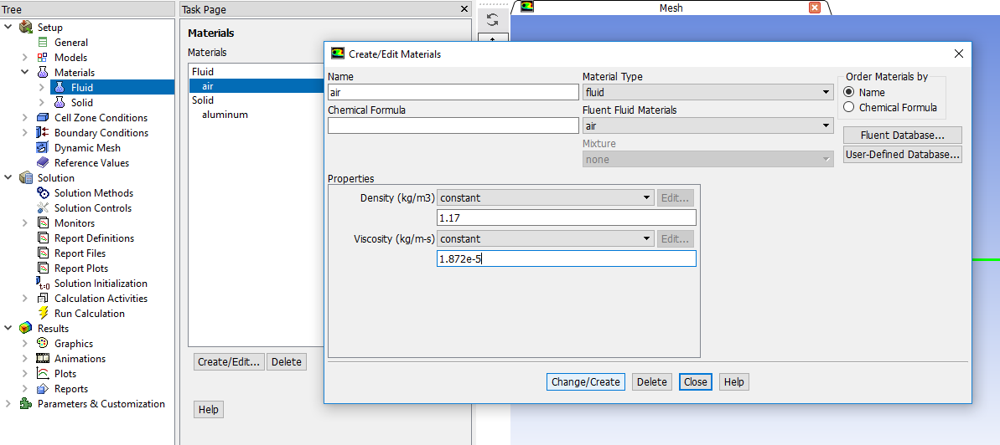 Tree
Setup
General
Models
Materials
Fluid
Solid
Cell Zone Conditions
Boundary Conditions
Dynamic Mesh
Reference Values
Solution
Solution Methods
Solution Controls
Monitors
Report Definitions
Report Files
Report Plots
t=0 Solution Initialization
Calculation Activities
Run Calculation
Results
Graphics
Animations
Plots
Reports
Parameters & Customization
Task Page
Materials
Materials
Fluid
air
Solid
aluminum
Create/Edit... Delete
Help
Mesh
Create/Edit Materials
Name
air
Chemical Formula
Material Type
fluid
Fluent Fluid Materials
air
Mixture
none
Order Materials by
Name
Chemical Formula
Fluent Database...
User-Defined Database...
Properties
Density (kg/m3) constant Edit...
1.17
Viscosity (kg/m-s) constant Edit...
1.872e-5
Change/Create Delete Close Help